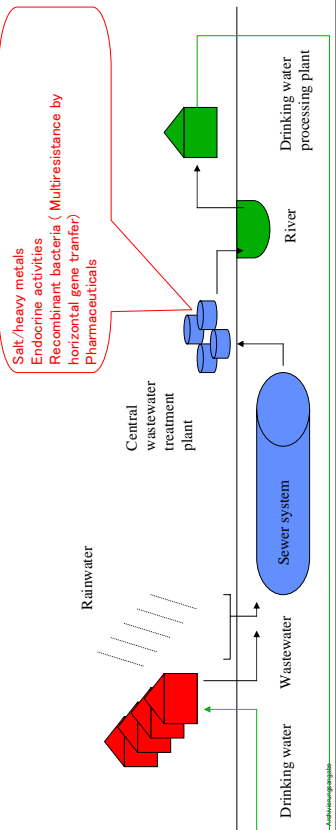 Salt/heavy metals
Endocrine activities
Recombinant bacteria ( Multiresistance by
horizontal gene tranfer)
Pharmaceuticals
Rainwater
Central
wastewater
treatment
plant
Drinking water
Wastewater
Sewer system
River
Drinking water
processing plant
Archivierungsangabe